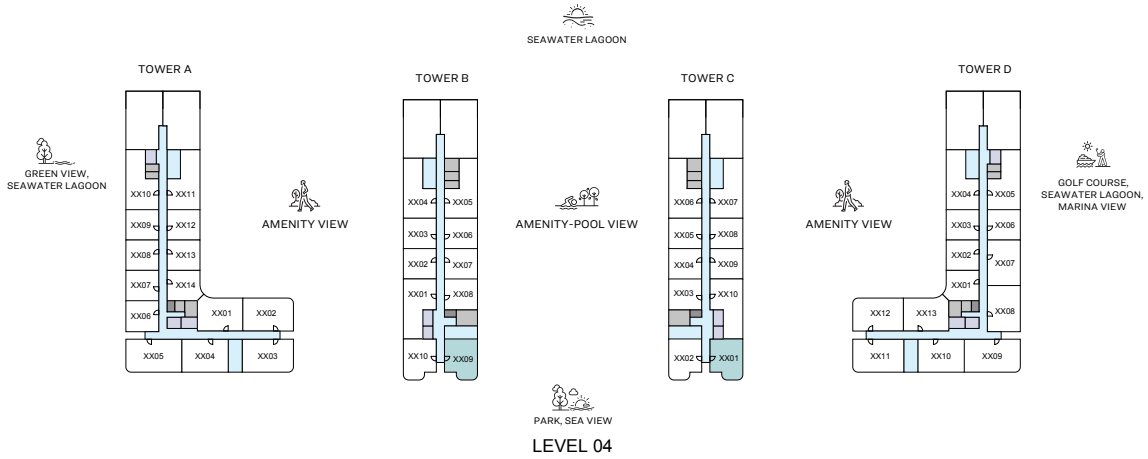 SEAWATER LAGOON
TOWER A
TOWER B
TOWER C
TOWER D
GREEN VIEW,
SEAWATER LAGOON
AMENITY VIEW
AMENITY-POOL VIEW
AMENITY VIEW
GOLF COURSE,
SEAWATER LAGOON,
MARINA VIEW
XX10 XX11
XX09 XX12
XX08 XX13
XX07 XX14
XX06
XX01 XX02
XX05 XX04 XX03
XX04 XX05
XX03 XX06
XX02 XX07
XX01 XX08
XX10 XX09
XX06 XX07
XX05 XX08
XX04 XX09
XX03 XX10
XX02 XX01
XX04 XX05
XX03 XX06
XX02 XX07
XX01
XX08
XX12 XX13
XX11 XX10 XX09
PARK, SEA VIEW
LEVEL 04